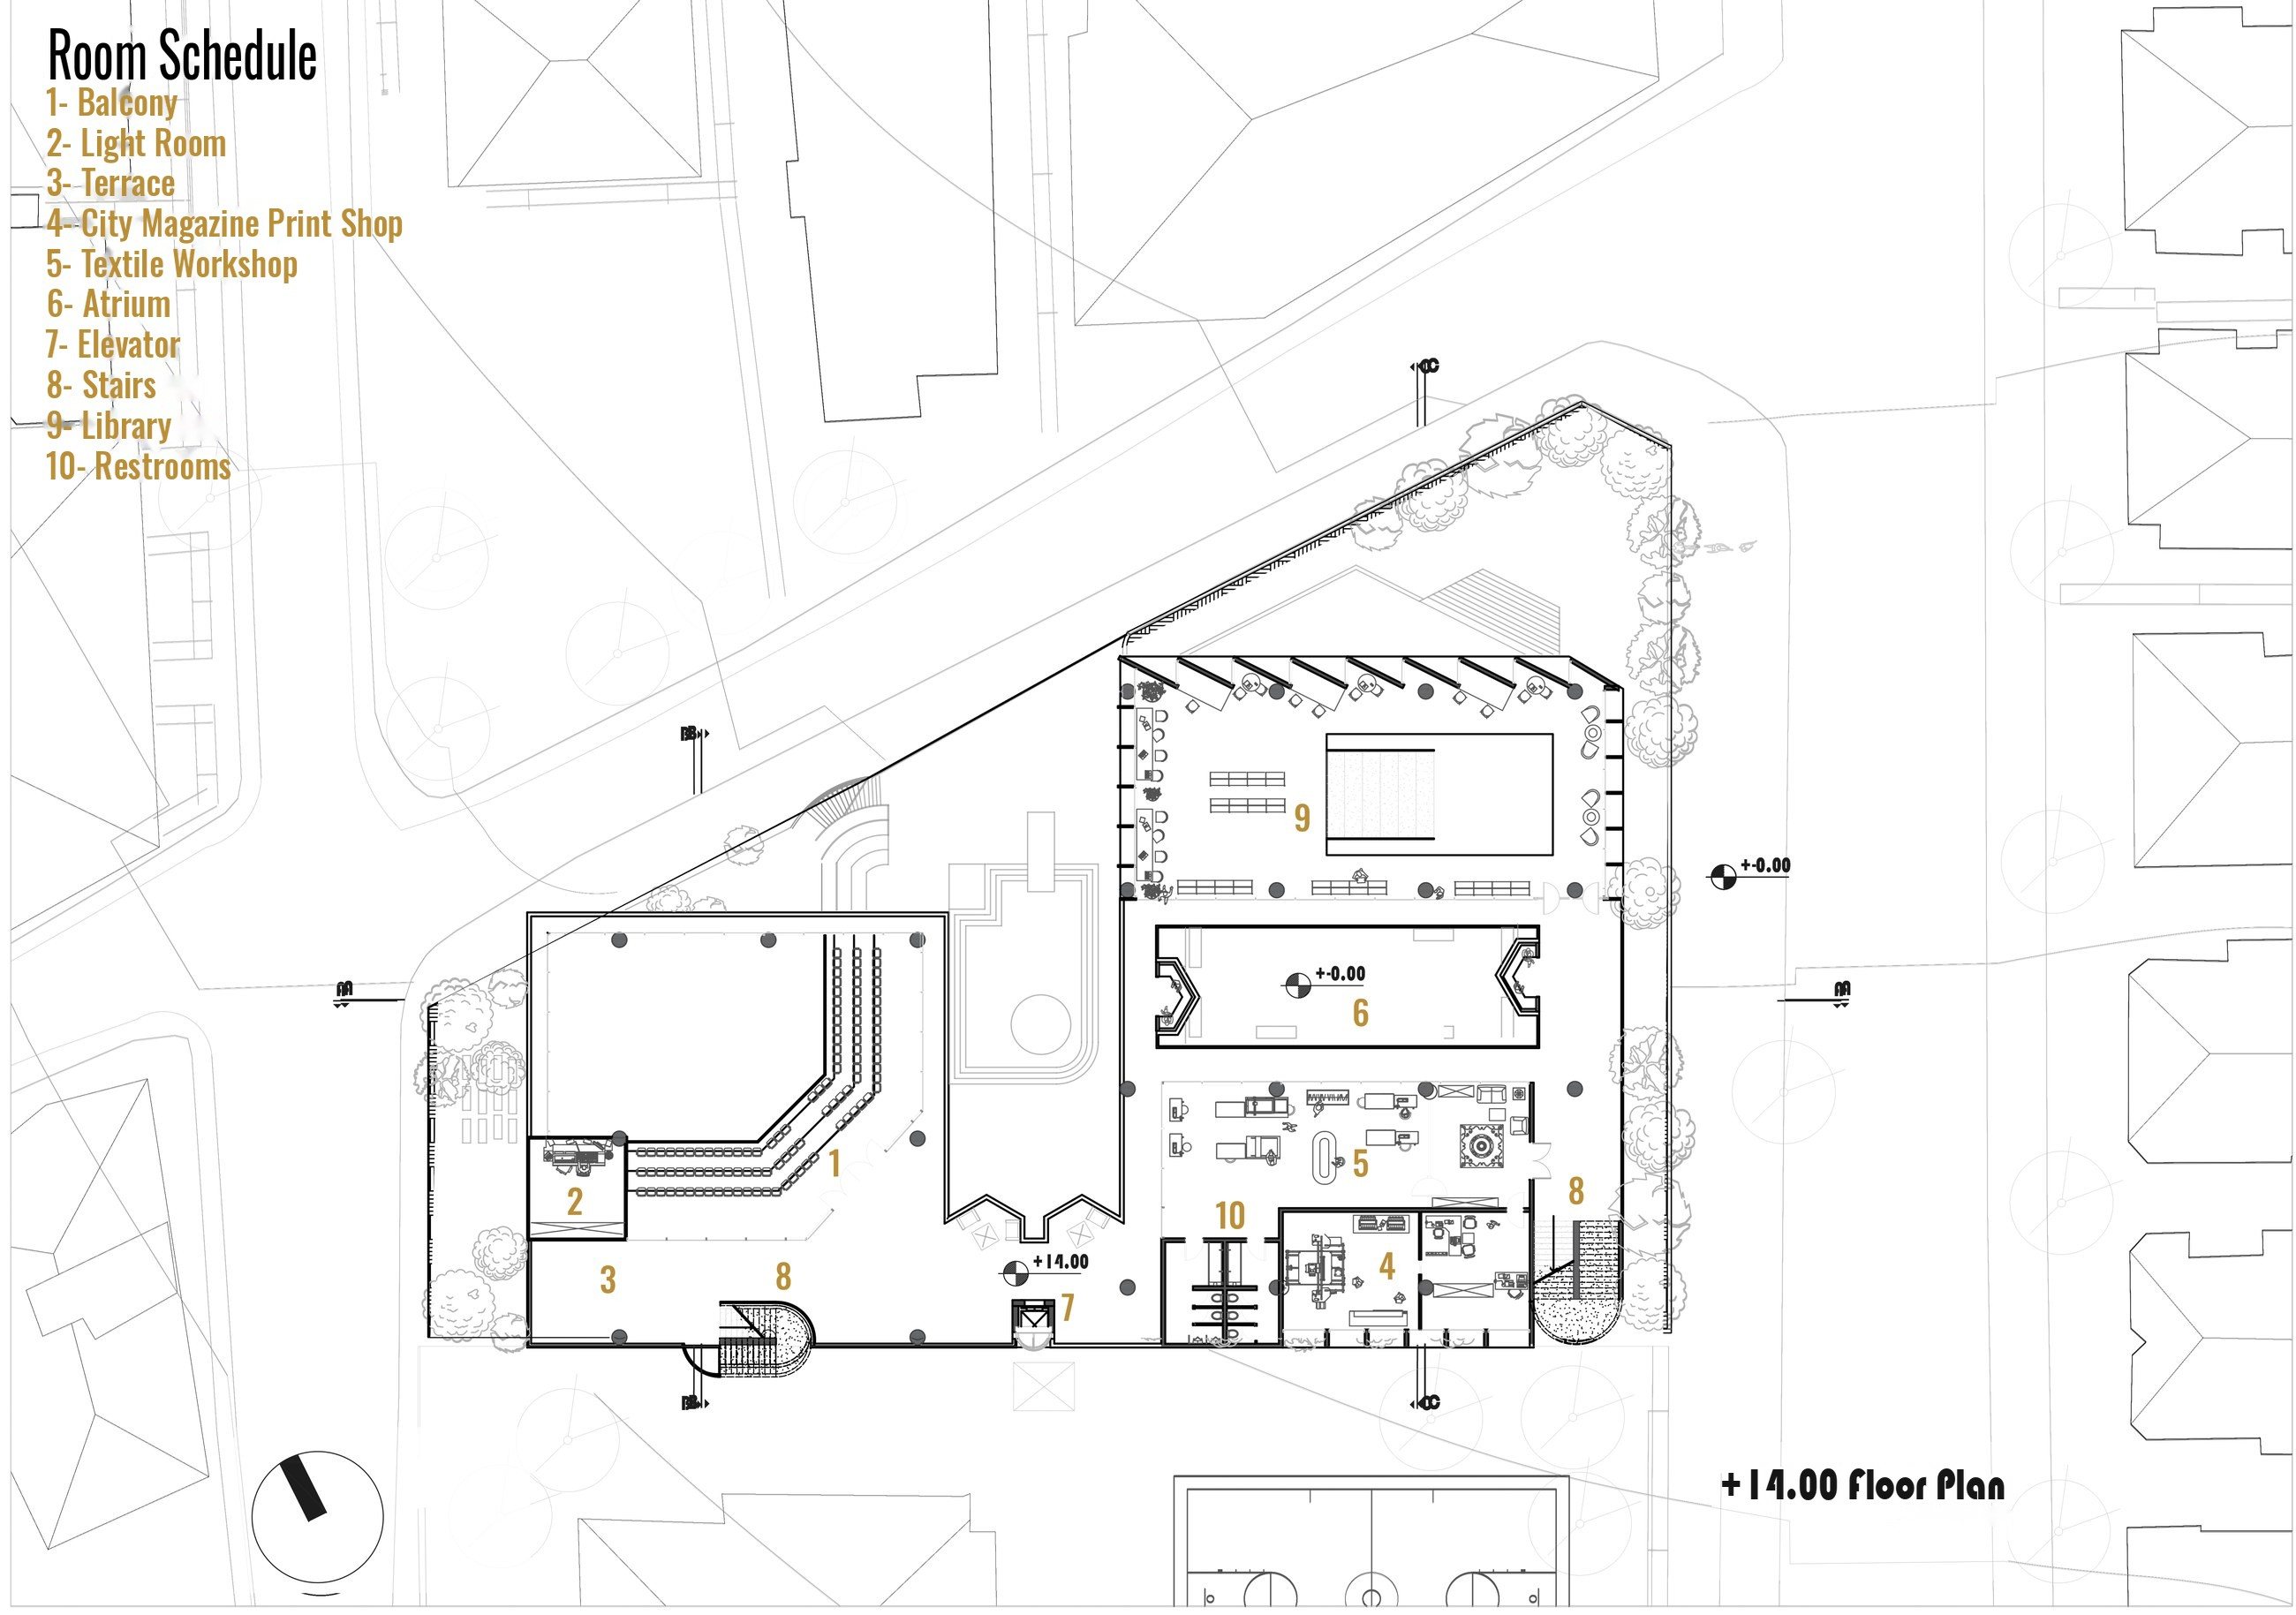 Room Schedule
1- Balcony
2- Light Room
3- Terrace
4- City Magazine Print Shop
5- Textile Workshop
6- Atrium
7- Elevator
8- Stairs
9- Library
10- Restrooms
CC
BB
9
+-0.00
AA
+-0.00
AA
6
1
5
2
8
10
3
8
+14.00
4
7
BB
CC
+14.00 Floor Plan